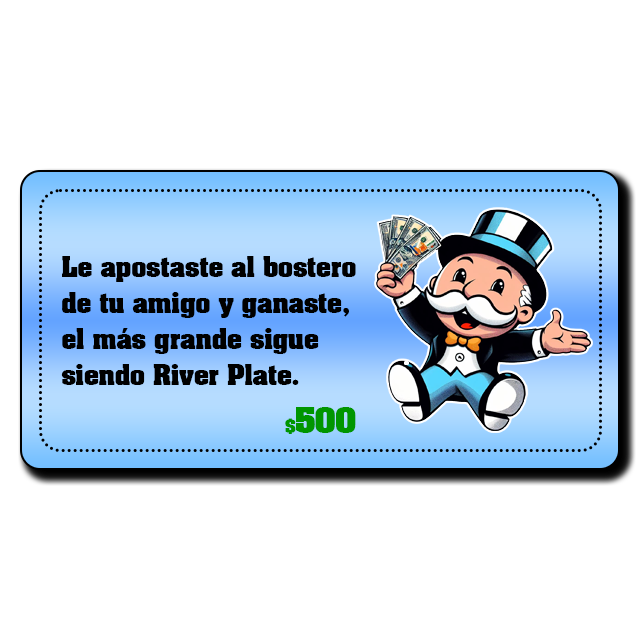 Le apostaste al bostero
de tu amigo y ganaste,
el más grande sigue
siendo River Plate.
$500